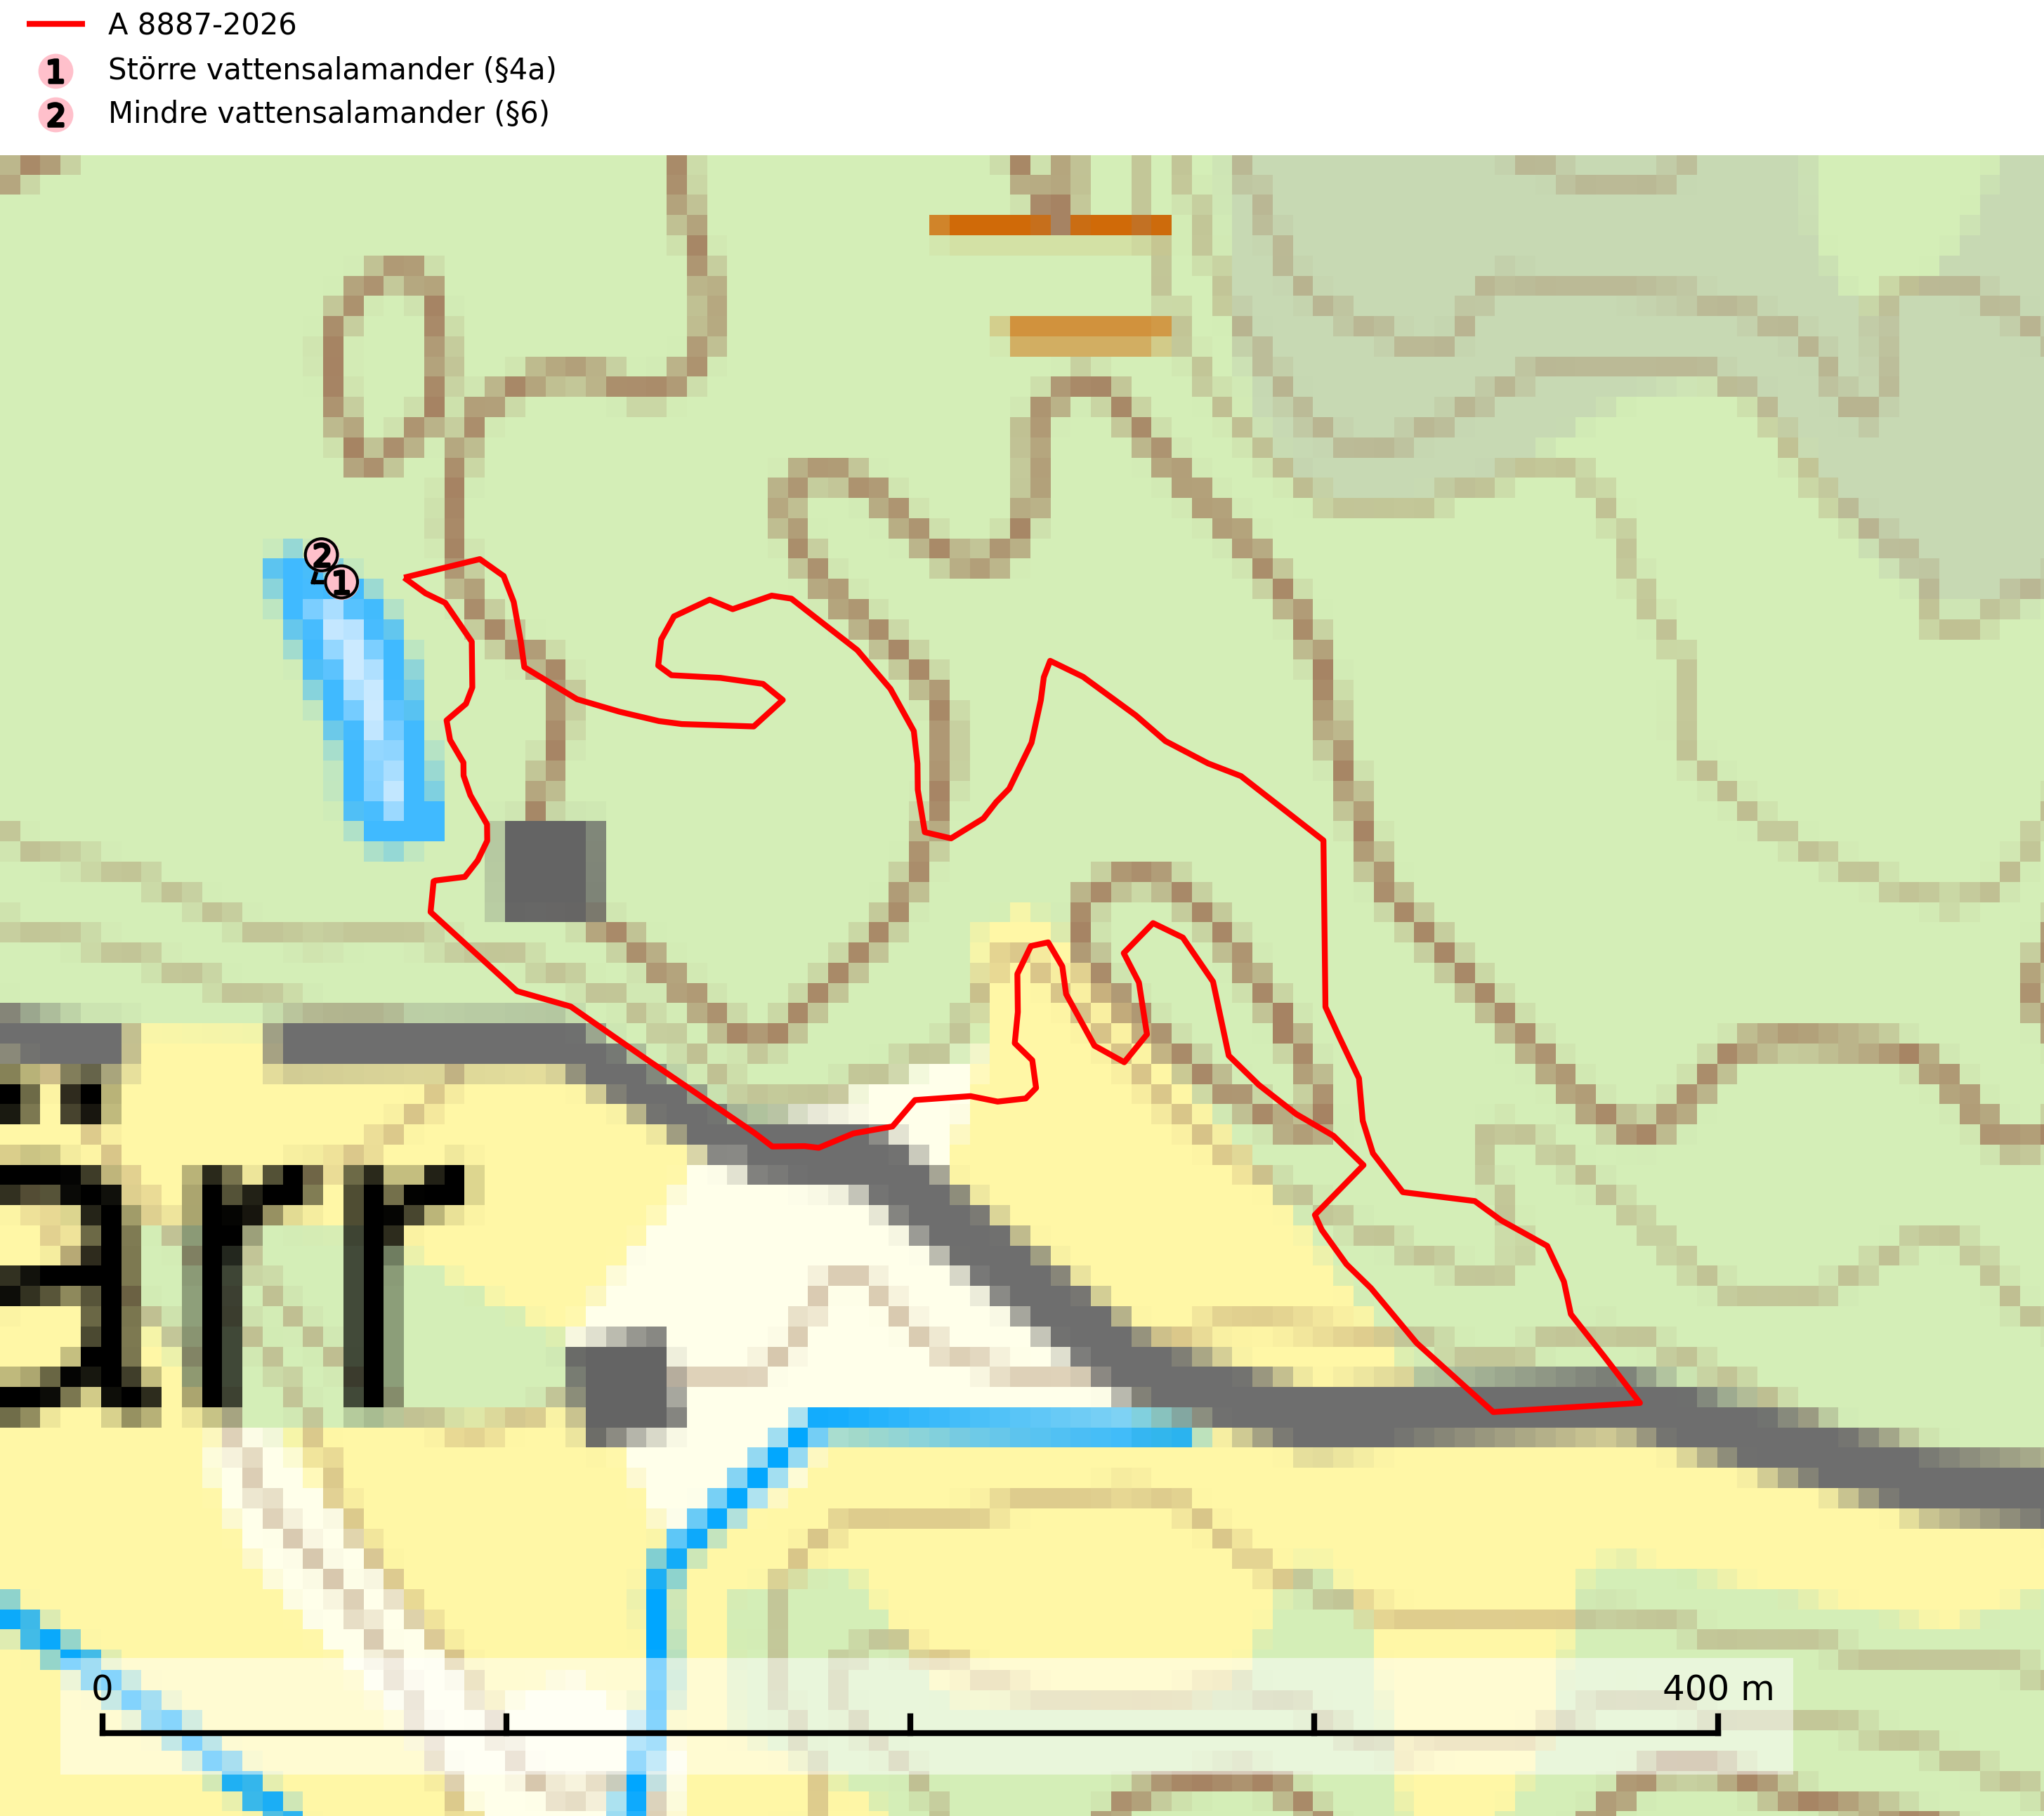 A 8887-2026
1 Större vattensalamander (§4a)
2 Mindre vattensalamander (§6)
2
1
0 400 m